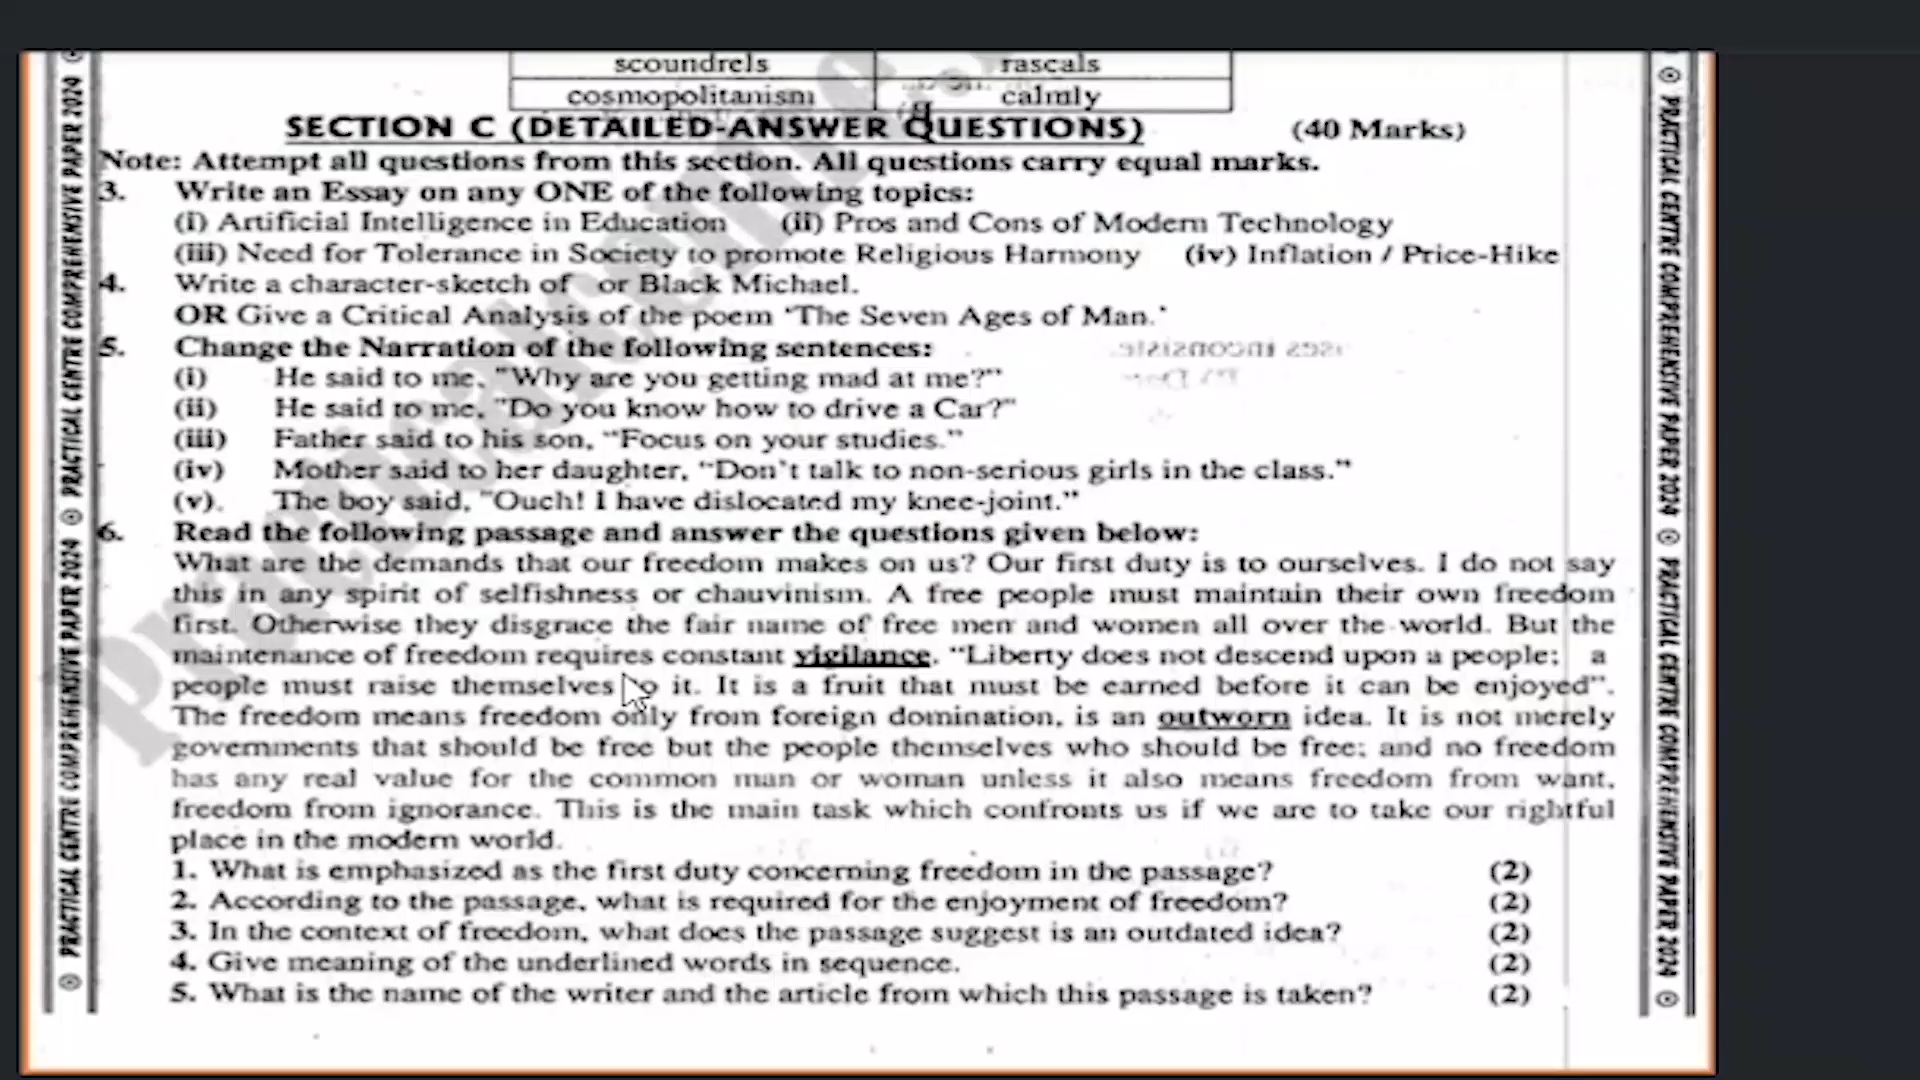 scoundrels rascals
cosmopolitanism calmly
SECTION C (DETAILED-ANSWER QUESTIONS) (40 Marks)
Note: Attempt all questions from this section. All questions carry equal marks.
3. Write an Essay on any ONE of the following topics:
(i) Artificial Intelligence in Education (ii) Pros and Cons of Modern Technology
(iii) Need for Tolerance in Society to promote Religious Harmony (iv) Inflation / Price-Hike
4. Write a character-sketch of or Black Michael.
OR Give a Critical Analysis of the poem 'The Seven Ages of Man.'
5. Change the Narration of the following sentences:
(i) He said to me, "Why are you getting mad at me?"
(ii) He said to me, "Do you know how to drive a Car?"
(iii) Father said to his son, "Focus on your studies."
(iv) Mother said to her daughter, "Don't talk to non-serious girls in the class."
(v). The boy said, "Ouch! I have dislocated my knee-joint."
6. Read the following passage and answer the questions given below:
What are the demands that our freedom makes on us? Our first duty is to ourselves. I do not say
this in any spirit of selfishness or chauvinism. A free people must maintain their own freedom
first. Otherwise they disgrace the fair name of free men and women all over the world. But the
maintenance of freedom requires constant vigilance. "Liberty does not descend upon a people; a
people must raise themselves to it. It is a fruit that must be earned before it can be enjoyed".
The freedom means freedom only from foreign domination, is an outworn idea. It is not merely
governments that should be free but the people themselves who should be free; and no freedom
has any real value for the common man or woman unless it also means freedom from want,
freedom from ignorance. This is the main task which confronts us if we are to take our rightful
place in the modern world.
1. What is emphasized as the first duty concerning freedom in the passage? (2)
2. According to the passage, what is required for the enjoyment of freedom? (2)
3. In the context of freedom, what does the passage suggest is an outdated idea? (2)
4. Give meaning of the underlined words in sequence. (2)
5. What is the name of the writer and the article from which this passage is taken? (2)
PRACTICAL CENTRE COMPREHENSIVE PAPER 2024 PRACTICAL CENTRE COMPREHENSIVE PAPER 2024
PRACTICAL CENTRE COMPREHENSIVE PAPER 2024 PRACTICAL CENTRE COMPREHENSIVE PAPER 2024